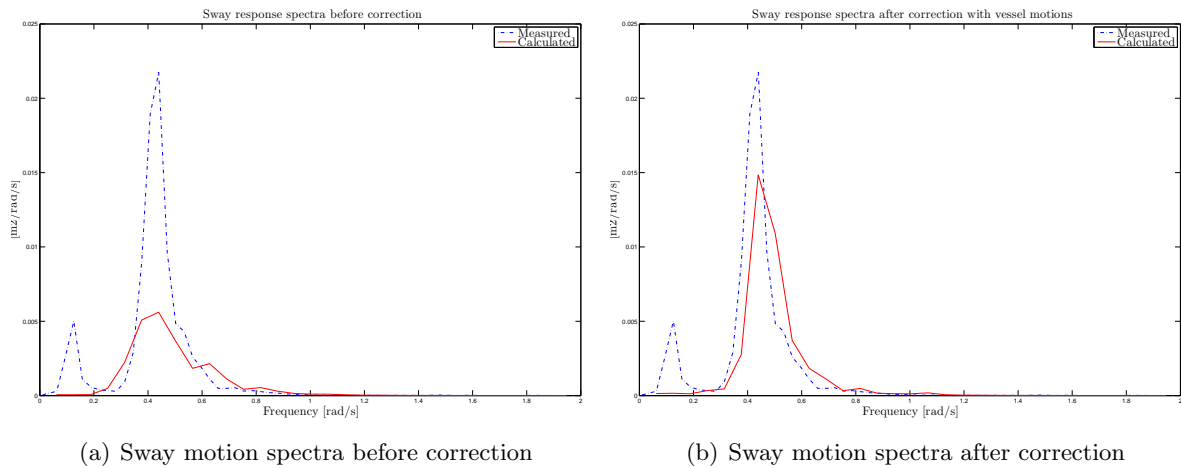 Sway response spectra before correction
0.025
0.02
0.015
0.01
0.005
0
[m2/rad/s]
Measured
Calculated
0 0.2 0.4 0.6 0.8 1 1.2 1.4 1.6 1.8 2
Frequency [rad/s]
(a) Sway motion spectra before correction
Sway response spectra after correction with vessel motions
0.025
0.02
0.015
0.01
0.005
0
[m2/rad/s]
Measured
Calculated
0 0.2 0.4 0.6 0.8 1 1.2 1.4 1.6 1.8 2
Frequency [rad/s]
(b) Sway motion spectra after correction